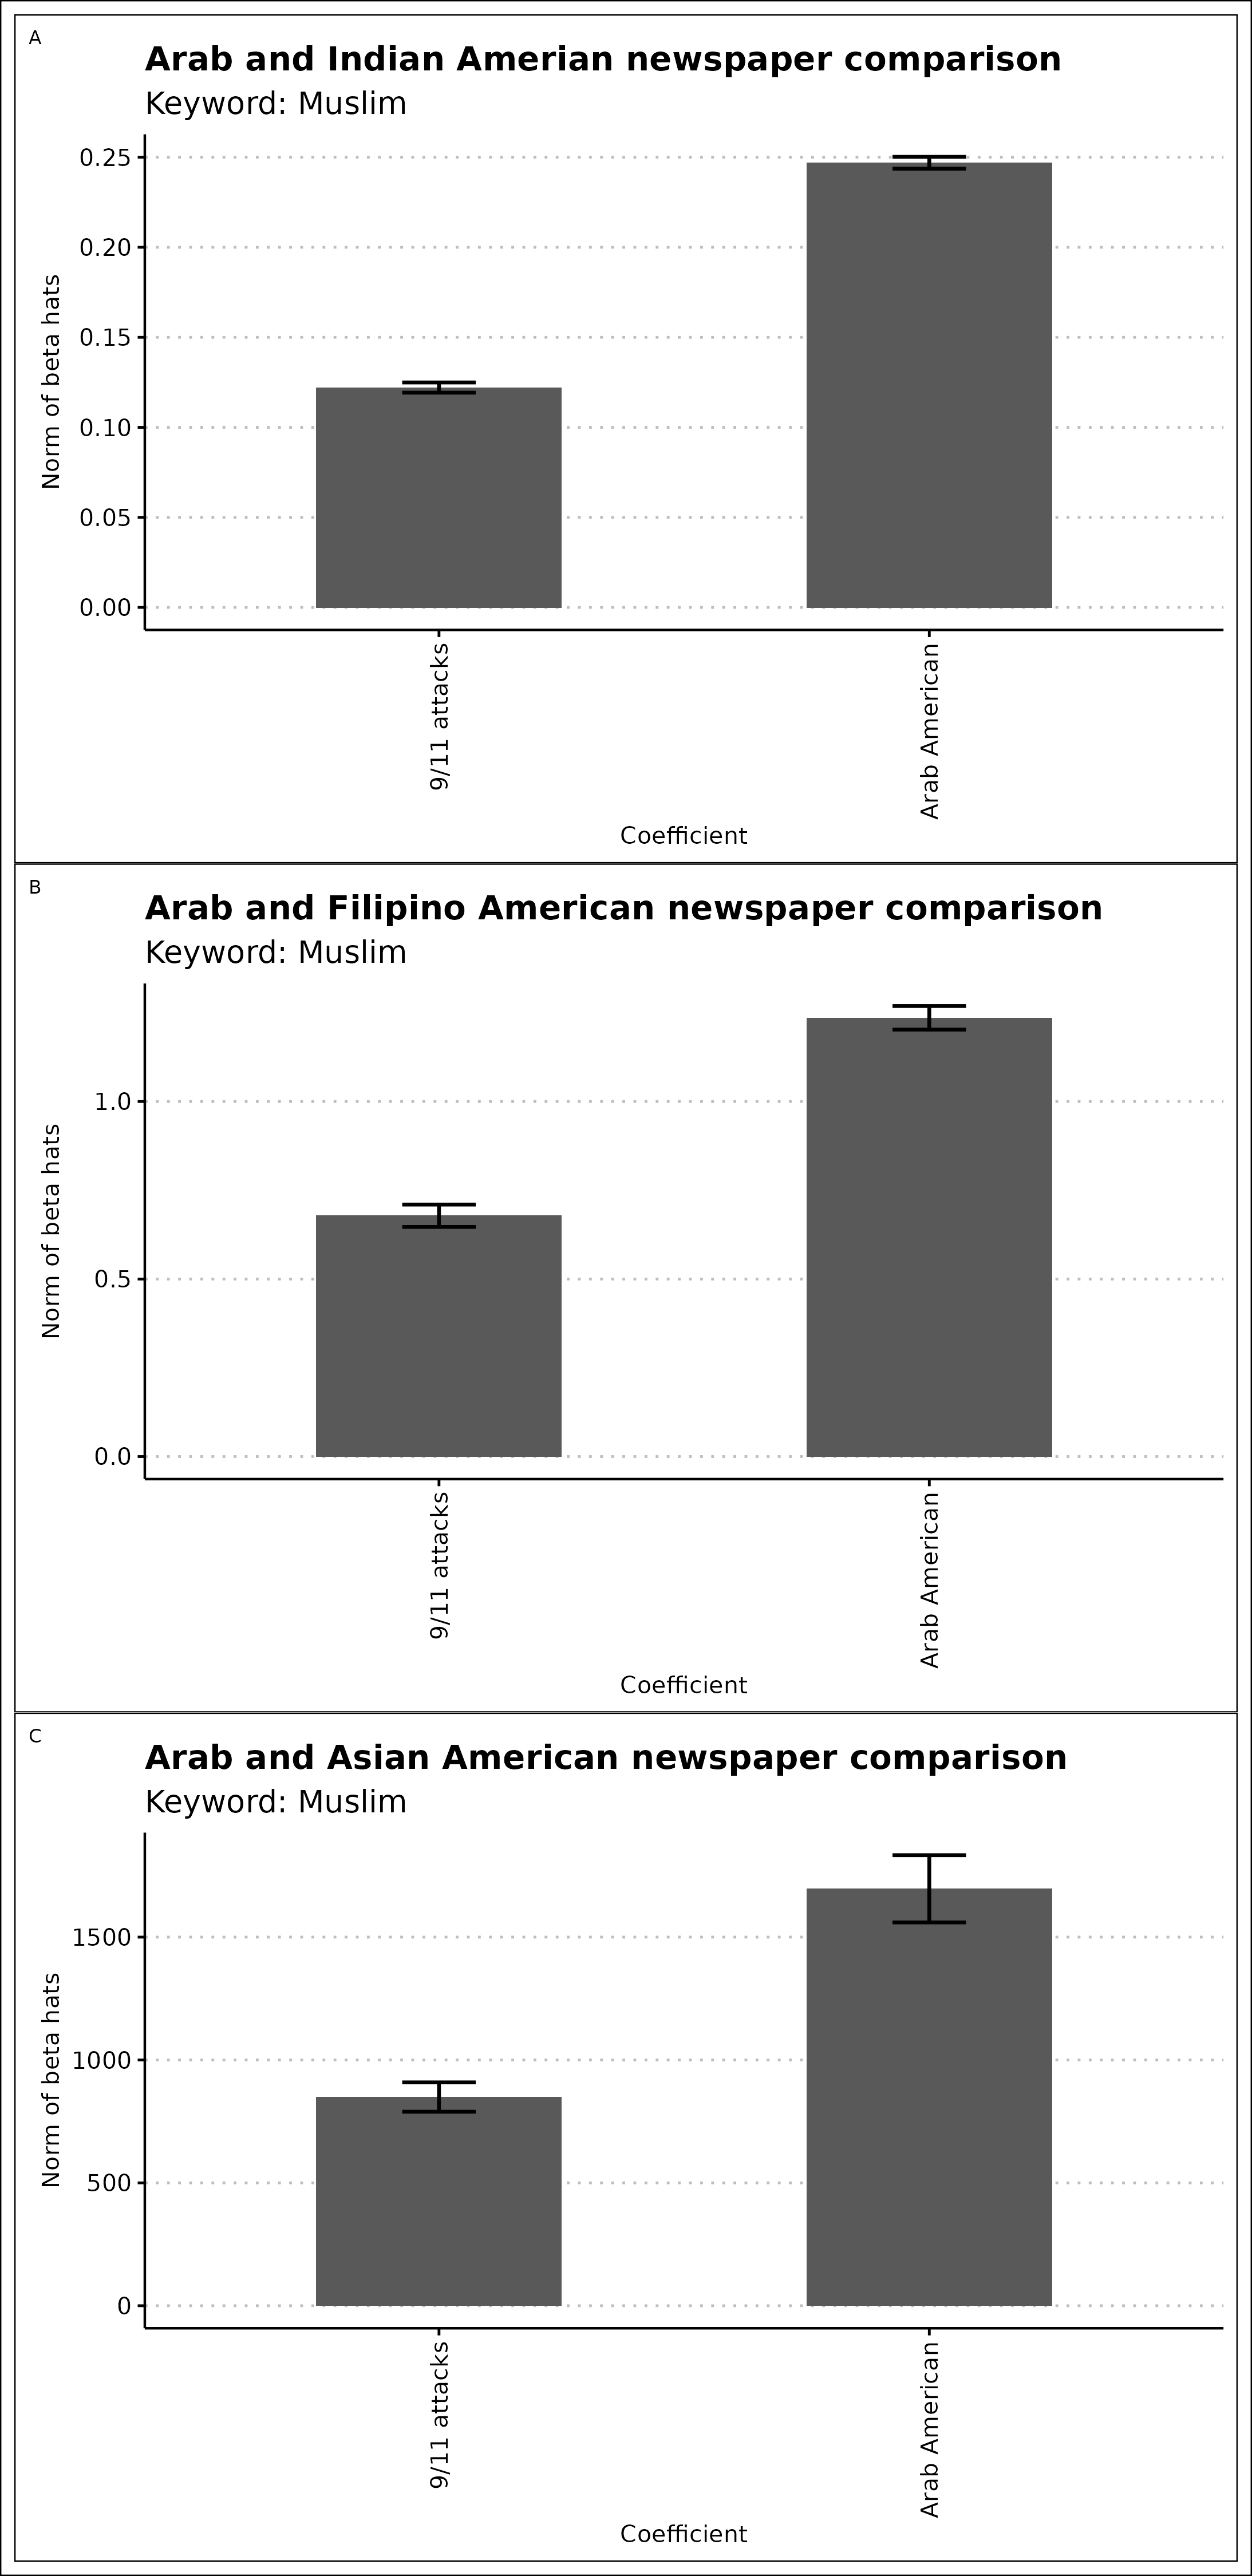 A
Arab and Indian Amerian newspaper comparison
Keyword: Muslim
Norm of beta hats
0.25
0.20
0.15
0.10
0.05
0.00
9/11 attacks
Arab American
Coefficient
B
Arab and Filipino American newspaper comparison
Keyword: Muslim
Norm of beta hats
1.0
0.5
0.0
9/11 attacks
Arab American
Coefficient
C
Arab and Asian American newspaper comparison
Keyword: Muslim
Norm of beta hats
1500
1000
500
0
9/11 attacks
Arab American
Coefficient